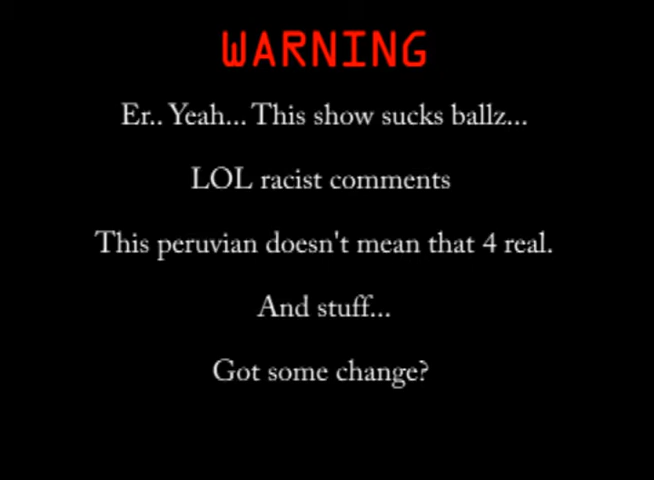 WARNING
Er.. Yeah... This show sucks ballz...
LOL racist comments
This peruvian doesn't mean that 4 real.
And stuff...
Got some change?